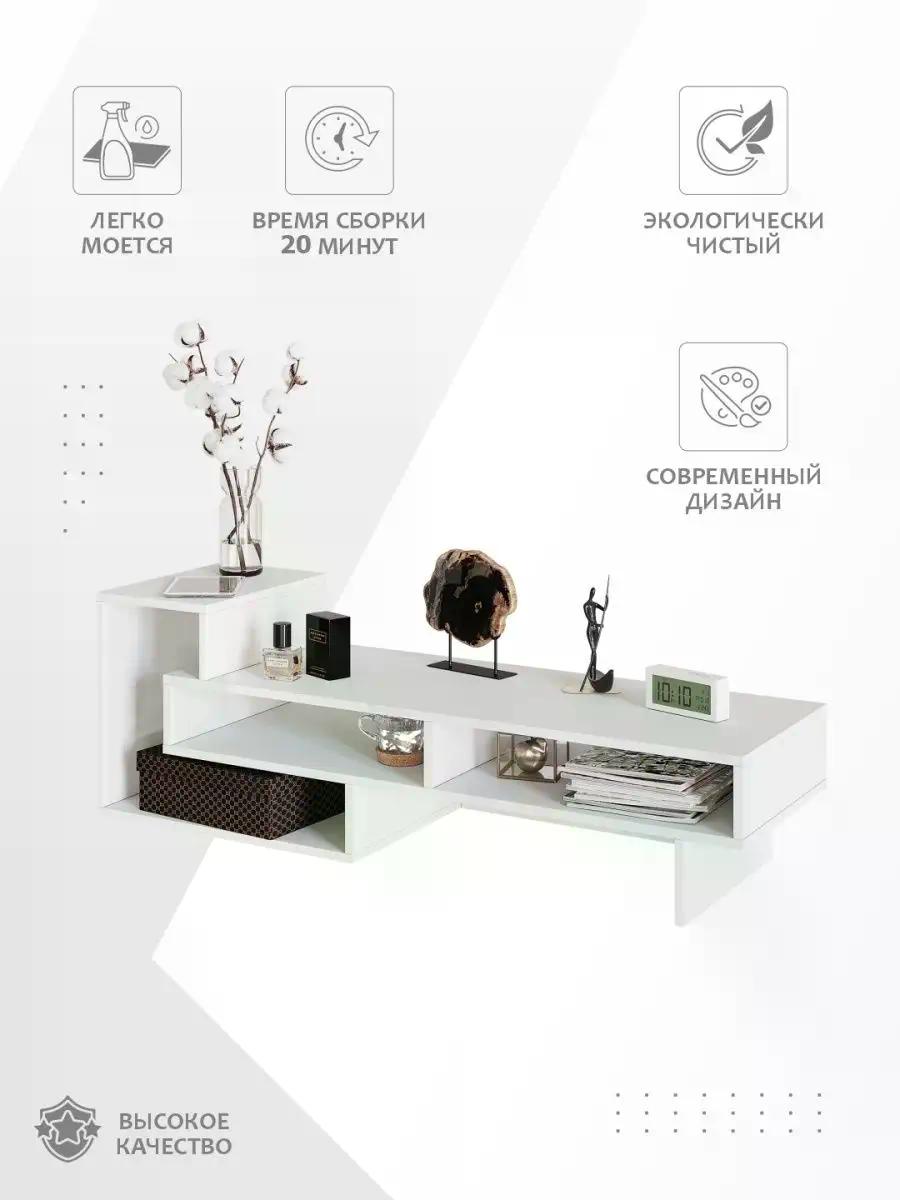 ЛЕГКО
МОЕТСЯ
ВРЕМЯ СБОРКИ
20 МИНУТ
ЭКОЛОГИЧЕСКИ
ЧИСТЫЙ
СОВРЕМЕННЫЙ
ДИЗАЙН
10:10
ВЫСОКОЕ
КАЧЕСТВО